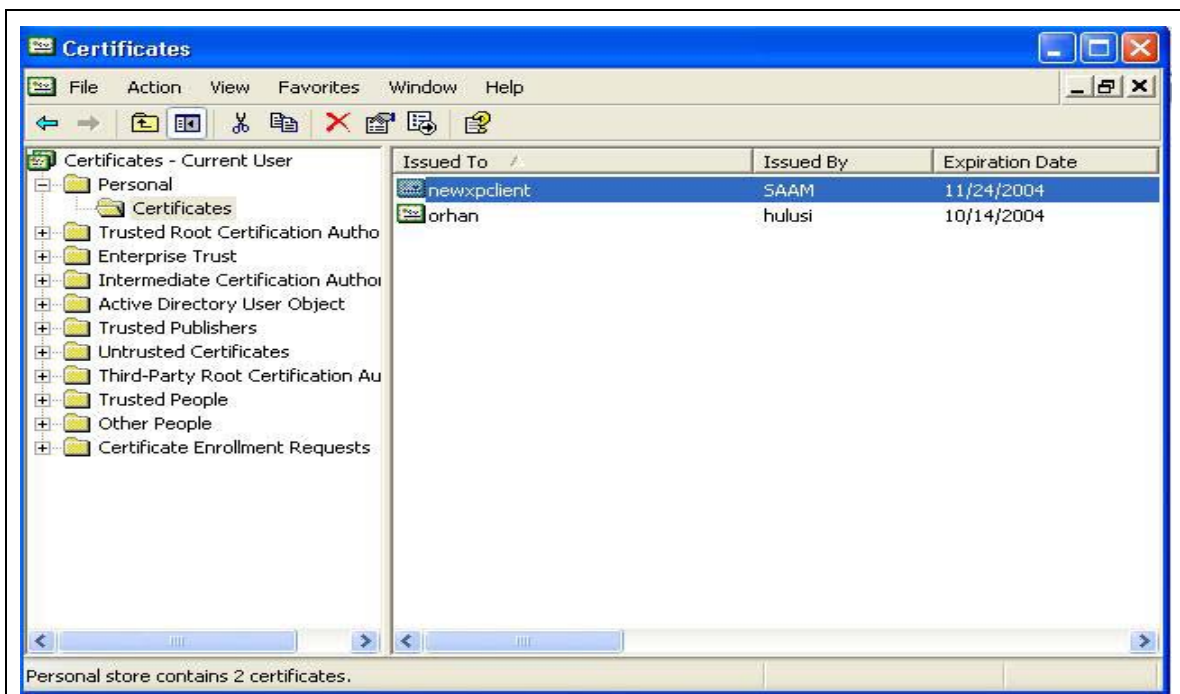 Certificates
File Action View Favorites Window Help
Certificates - Current User
Personal
Certificates
Trusted Root Certification Autho
Enterprise Trust
Intermediate Certification Author
Active Directory User Object
Trusted Publishers
Untrusted Certificates
Third-Party Root Certification Au
Trusted People
Other People
Certificate Enrollment Requests
Issued To Issued By Expiration Date
newxpclient SAAM 11/24/2004
orhan hulusi 10/14/2004
Personal store contains 2 certificates.